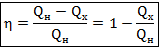 η = (Qн − Qх) / Qн = 1 − Qх / Qн